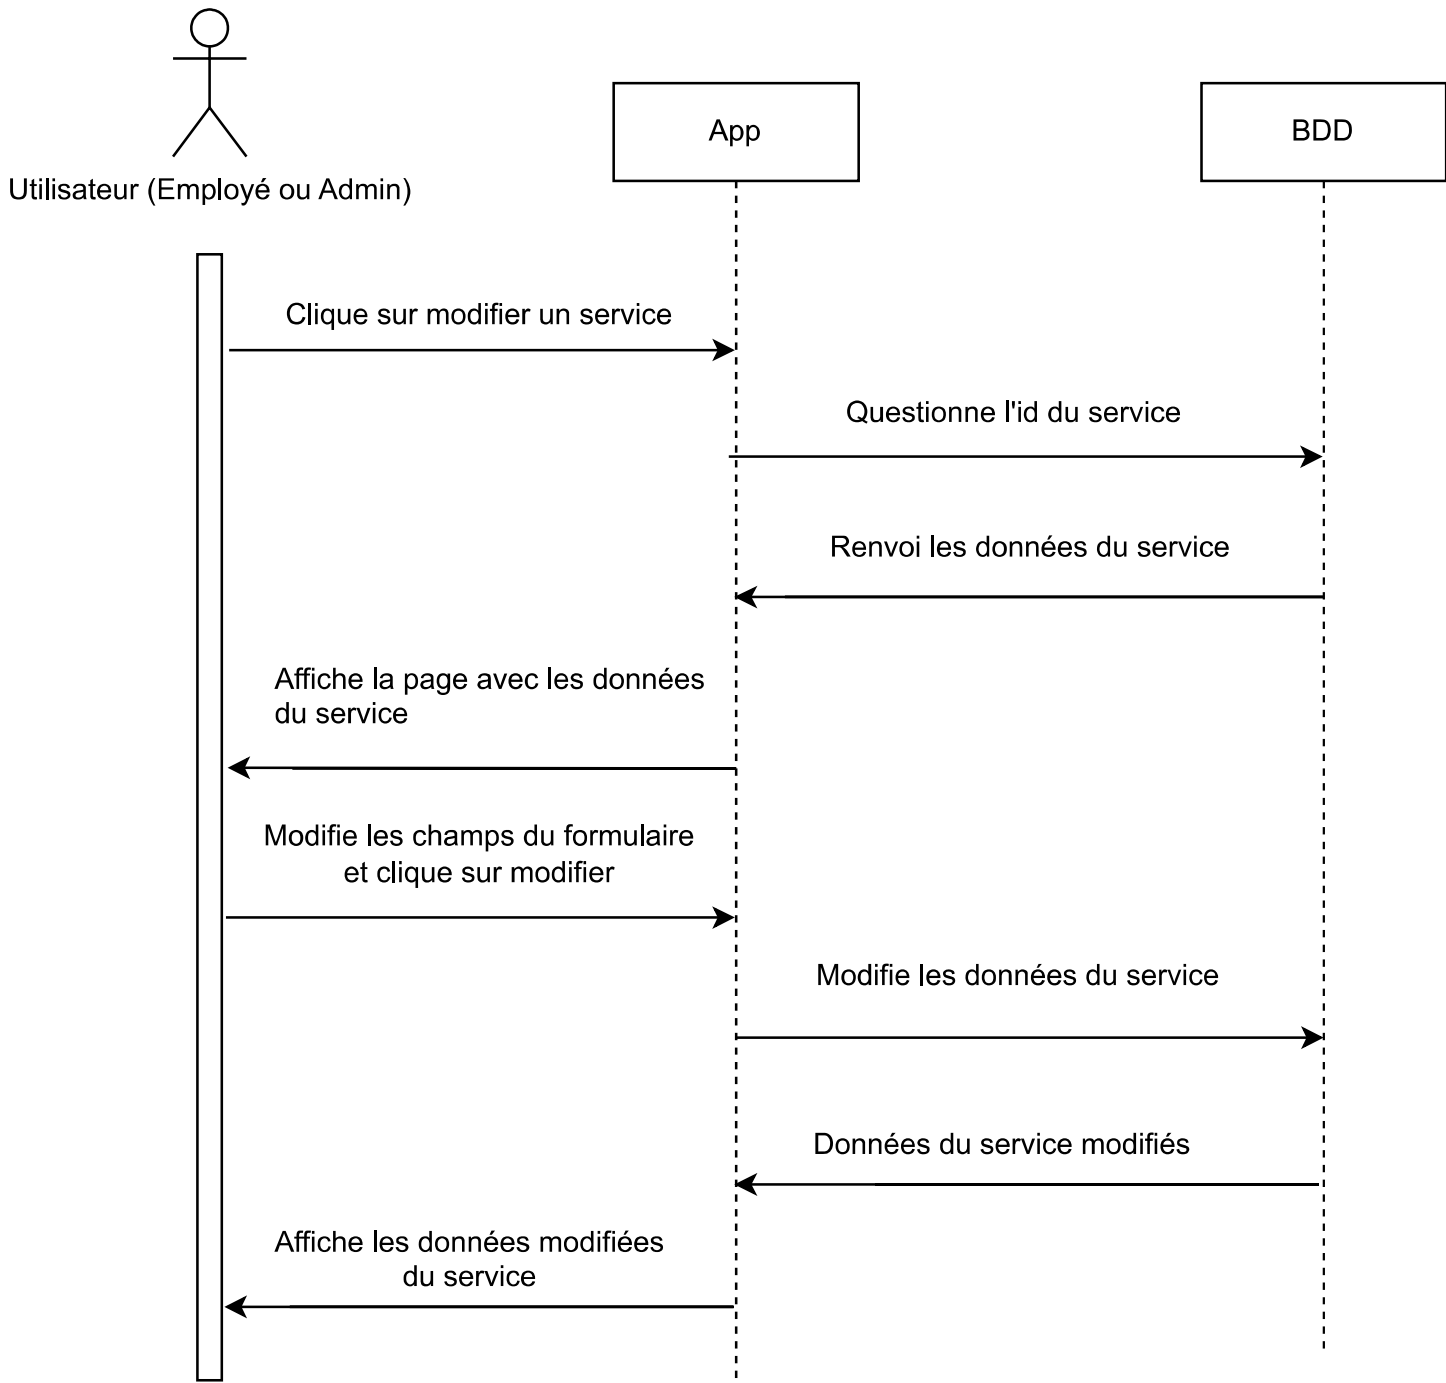 Utilisateur (Employé ou Admin)
App
BDD
Clique sur modifier un service
Questionne l'id du service
Renvoi les données du service
Affiche la page avec les données
du service
Modifie les champs du formulaire
et clique sur modifier
Modifie les données du service
Données du service modifiés
Affiche les données modifiées
du service